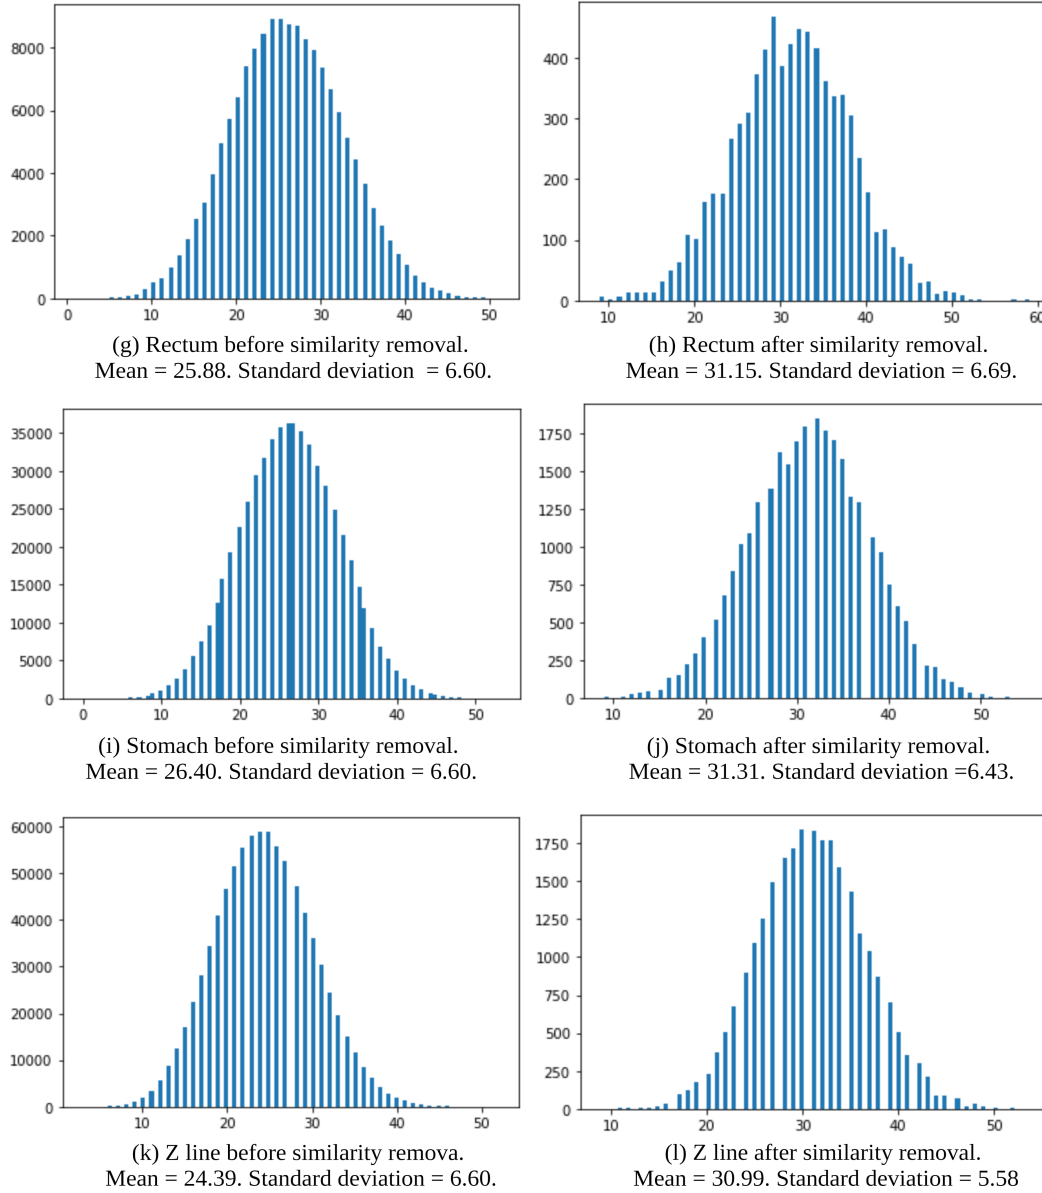 8000
6000
4000
2000
0
0 10 20 30 40 50
400
300
200
100
0
10 20 30 40 50 60
(g) Rectum before similarity removal.
Mean = 25.88. Standard deviation = 6.60.
(h) Rectum after similarity removal.
Mean = 31.15. Standard deviation = 6.69.
35000
30000
25000
20000
15000
10000
5000
0
0 10 20 30 40 50
1750
1500
1250
1000
750
500
250
0
10 20 30 40 50
(i) Stomach before similarity removal.
Mean = 26.40. Standard deviation = 6.60.
(j) Stomach after similarity removal.
Mean = 31.31. Standard deviation =6.43.
60000
50000
40000
30000
20000
10000
0
10 20 30 40 50
1750
1500
1250
1000
750
500
250
0
10 20 30 40 50
(k) Z line before similarity remova.
Mean = 24.39. Standard deviation = 6.60.
(l) Z line after similarity removal.
Mean = 30.99. Standard deviation = 5.58